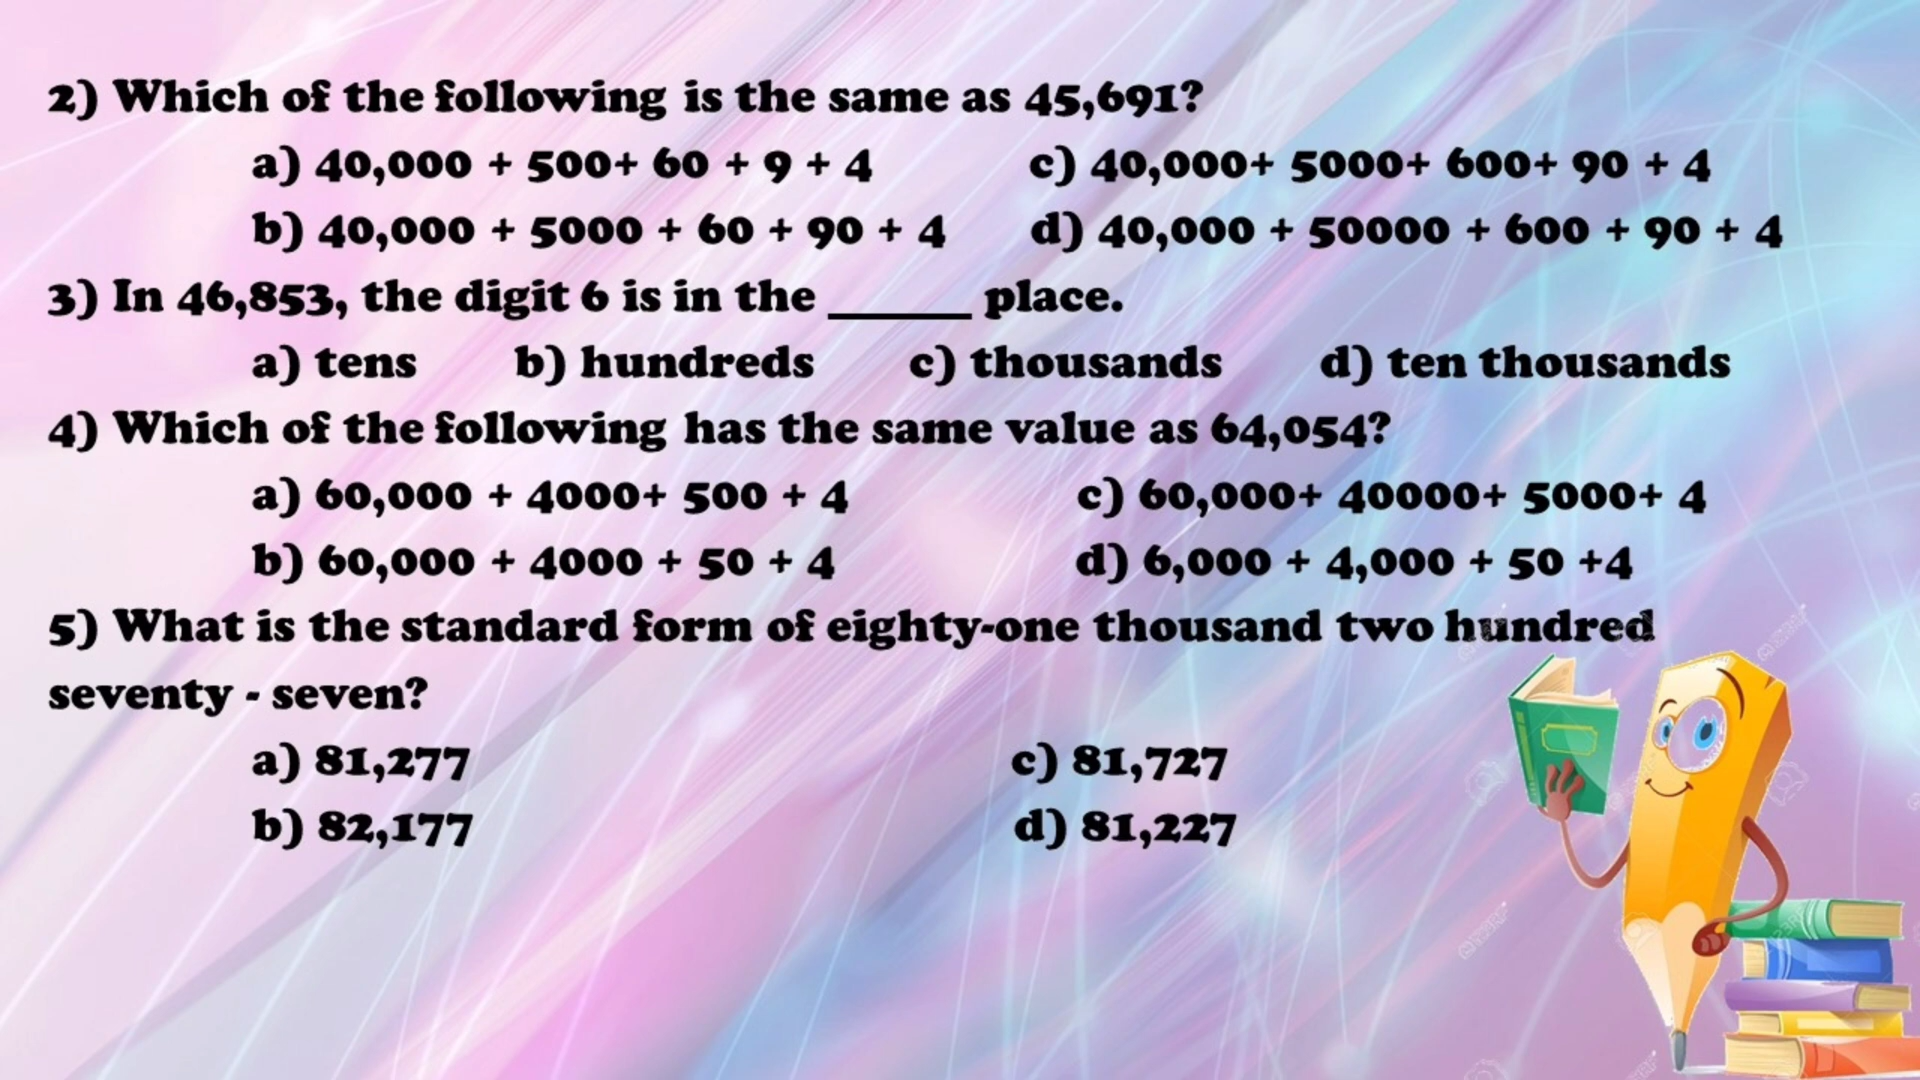 2) Which of the following is the same as 45,691?
a) 40,000 + 500+ 60 + 9 + 4 c) 40,000+ 5000+ 600+ 90 + 4
b) 40,000 + 5000 + 60 + 90 + 4 d) 40,000 + 50000 + 600 + 90 + 4
3) In 46,853, the digit 6 is in the ______ place.
a) tens b) hundreds c) thousands d) ten thousands
4) Which of the following has the same value as 64,054?
a) 60,000 + 4000+ 500 + 4 c) 60,000+ 40000+ 5000+ 4
b) 60,000 + 4000 + 50 + 4 d) 6,000 + 4,000 + 50 +4
5) What is the standard form of eighty-one thousand two hundred
seventy - seven?
a) 81,277 c) 81,727
b) 82,177 d) 81,227